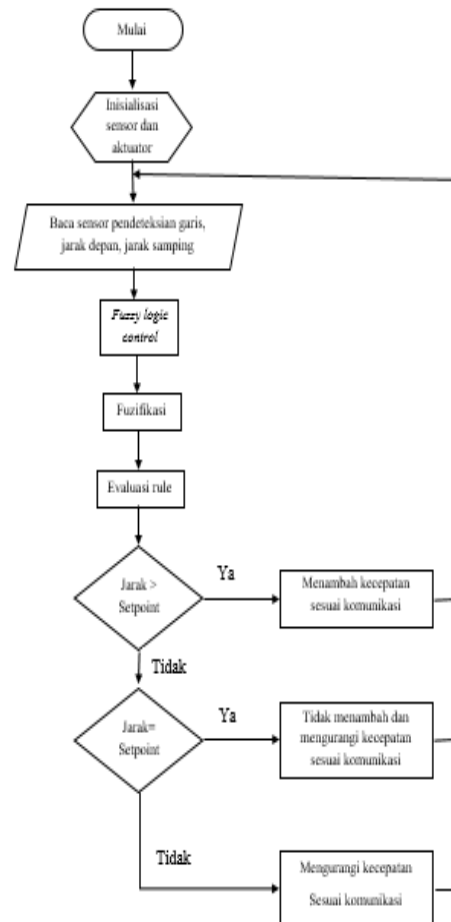 Mulai
Inisialisasi
sensor dan
aktuator
Baca sensor pendeteksian garis,
jarak depan, jarak samping
Fuzzy logic
control
Fuzifikasi
Evaluasi rule
Jarak >
Setpoint
Ya
Menambah kecepatan
sesuai komunikasi
Tidak
Jarak=
Setpoint
Ya
Tidak menambah dan
mengurangi kecepatan
sesuai komunikasi
Tidak
Mengurangi kecepatan
Sesuai komunikasi